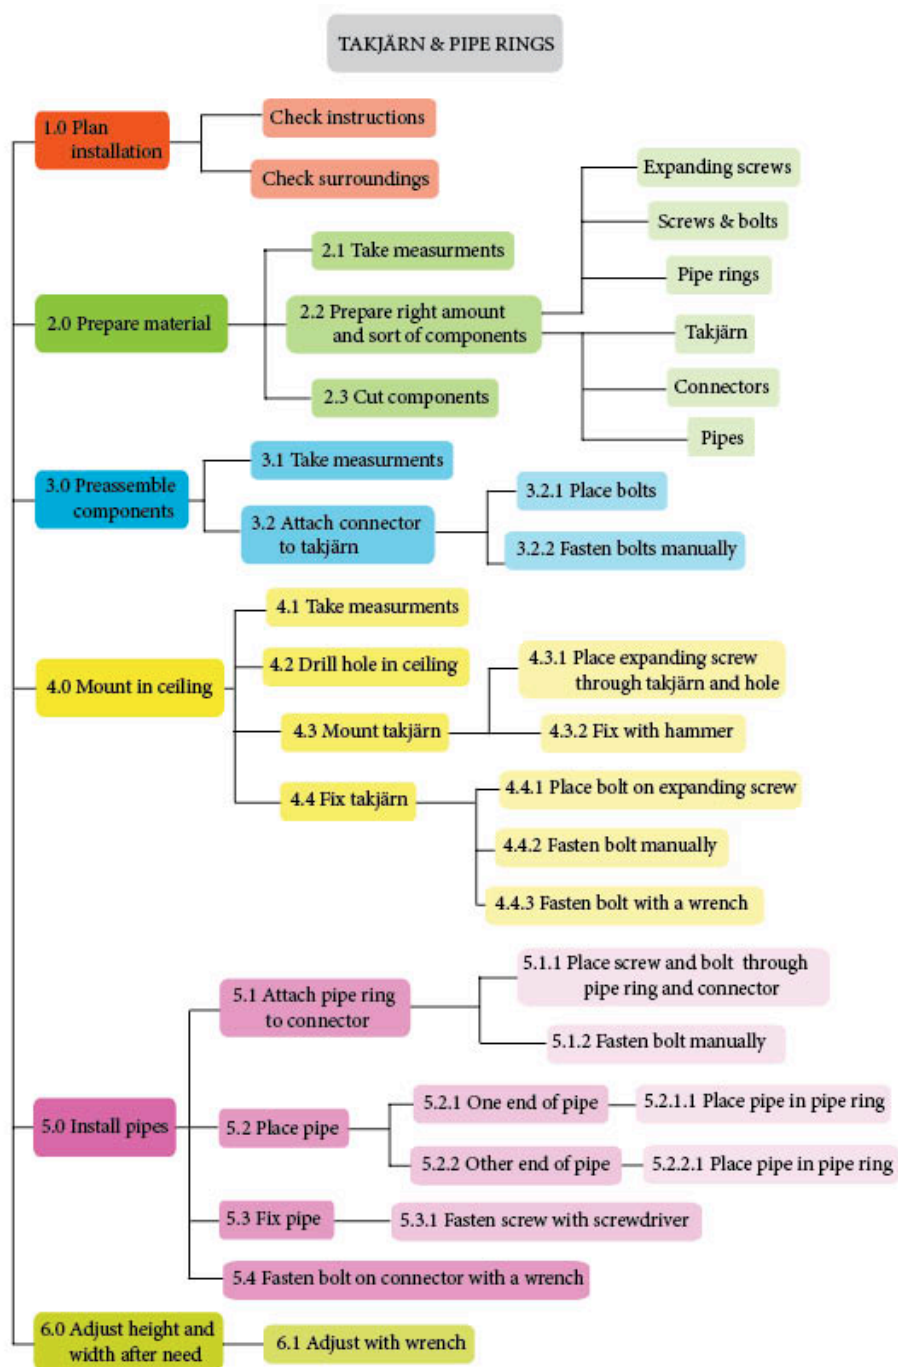 TAKJÄRN & PIPE RINGS
1.0 Plan
installation
Check instructions
Check surroundings
2.0 Prepare material
2.1 Take measurments
2.2 Prepare right amount
and sort of components
2.3 Cut components
Expanding screws
Screws & bolts
Pipe rings
Takjärn
Connectors
Pipes
3.0 Preassemble
components
3.1 Take measurments
3.2 Attach connector
to takjärn
3.2.1 Place bolts
3.2.2 Fasten bolts manually
4.0 Mount in ceiling
4.1 Take measurments
4.2 Drill hole in ceiling
4.3 Mount takjärn
4.3.1 Place expanding screw
through takjärn and hole
4.3.2 Fix with hammer
4.4 Fix takjärn
4.4.1 Place bolt on expanding screw
4.4.2 Fasten bolt manually
4.4.3 Fasten bolt with a wrench
5.0 Install pipes
5.1 Attach pipe ring
to connector
5.1.1 Place screw and bolt through
pipe ring and connector
5.1.2 Fasten bolt manually
5.2 Place pipe
5.2.1 One end of pipe
5.2.1.1 Place pipe in pipe ring
5.2.2 Other end of pipe
5.2.2.1 Place pipe in pipe ring
5.3 Fix pipe
5.3.1 Fasten screw with screwdriver
5.4 Fasten bolt on connector with a wrench
6.0 Adjust height and
width after need
6.1 Adjust with wrench